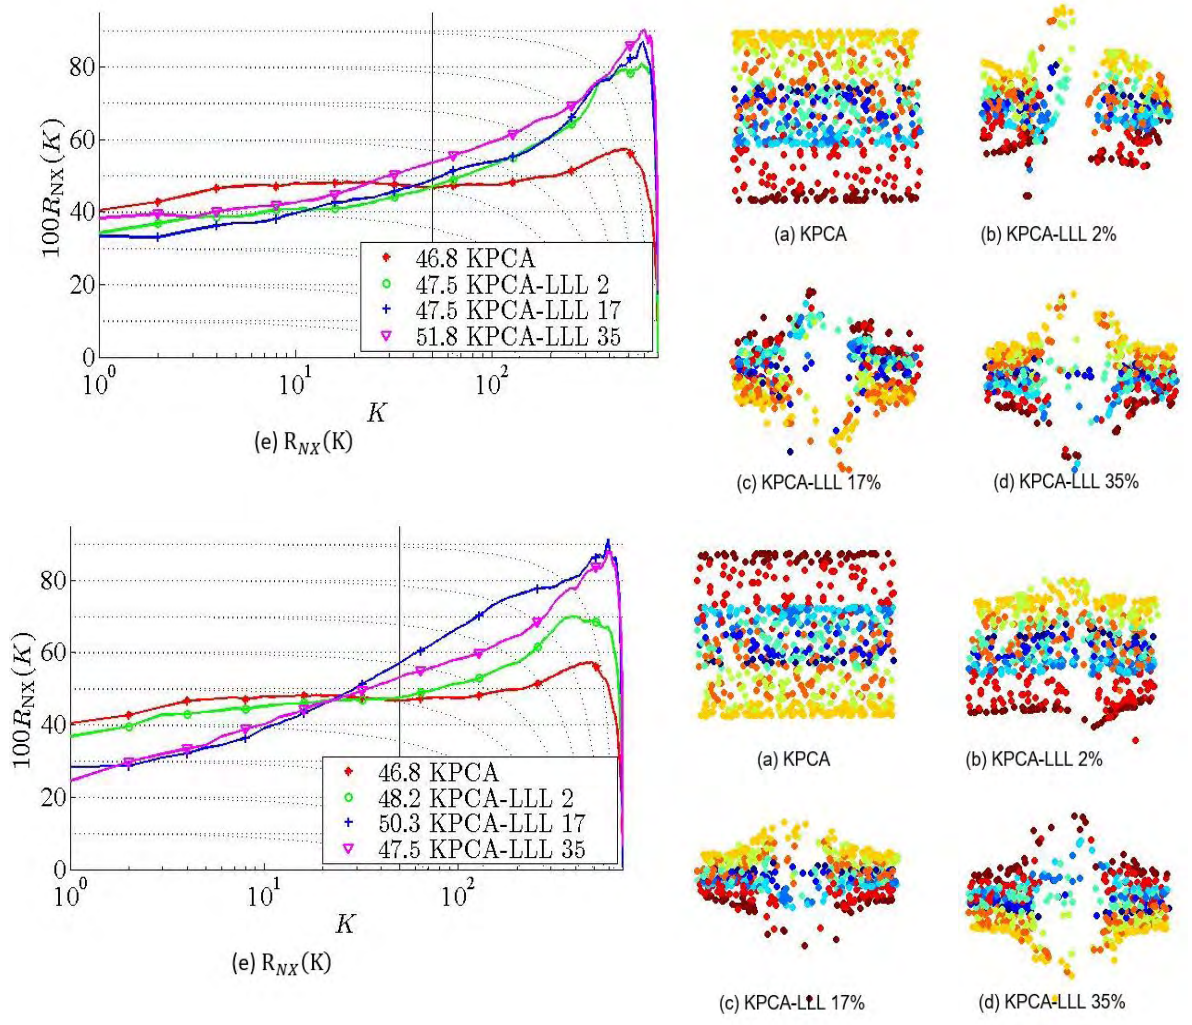 100R_NX(K)
80
60
40
20
0
46.8 KPCA
47.5 KPCA-LLL 2
47.5 KPCA-LLL 17
51.8 KPCA-LLL 35
10^0
10^1
10^2
K
(e) R_NX(K)
(a) KPCA
(b) KPCA-LLL 2%
(c) KPCA-LLL 17%
(d) KPCA-LLL 35%
100R_NX(K)
80
60
40
20
0
46.8 KPCA
48.2 KPCA-LLL 2
50.3 KPCA-LLL 17
47.5 KPCA-LLL 35
10^0
10^1
10^2
K
(e) R_NX(K)
(a) KPCA
(b) KPCA-LLL 2%
(c) KPCA-LLL 17%
(d) KPCA-LLL 35%